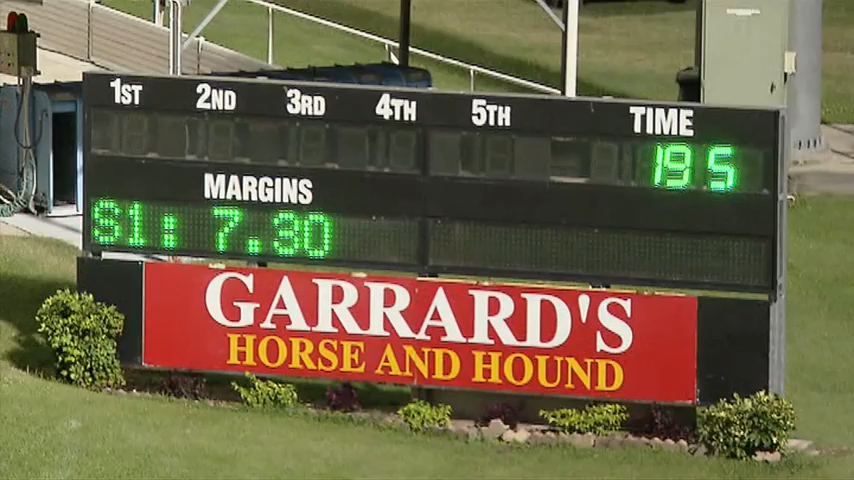 1ST 2ND 3RD 4TH 5TH TIME
19 5
MARGINS
S1: 7.30
GARRARD'S
HORSE AND HOUND